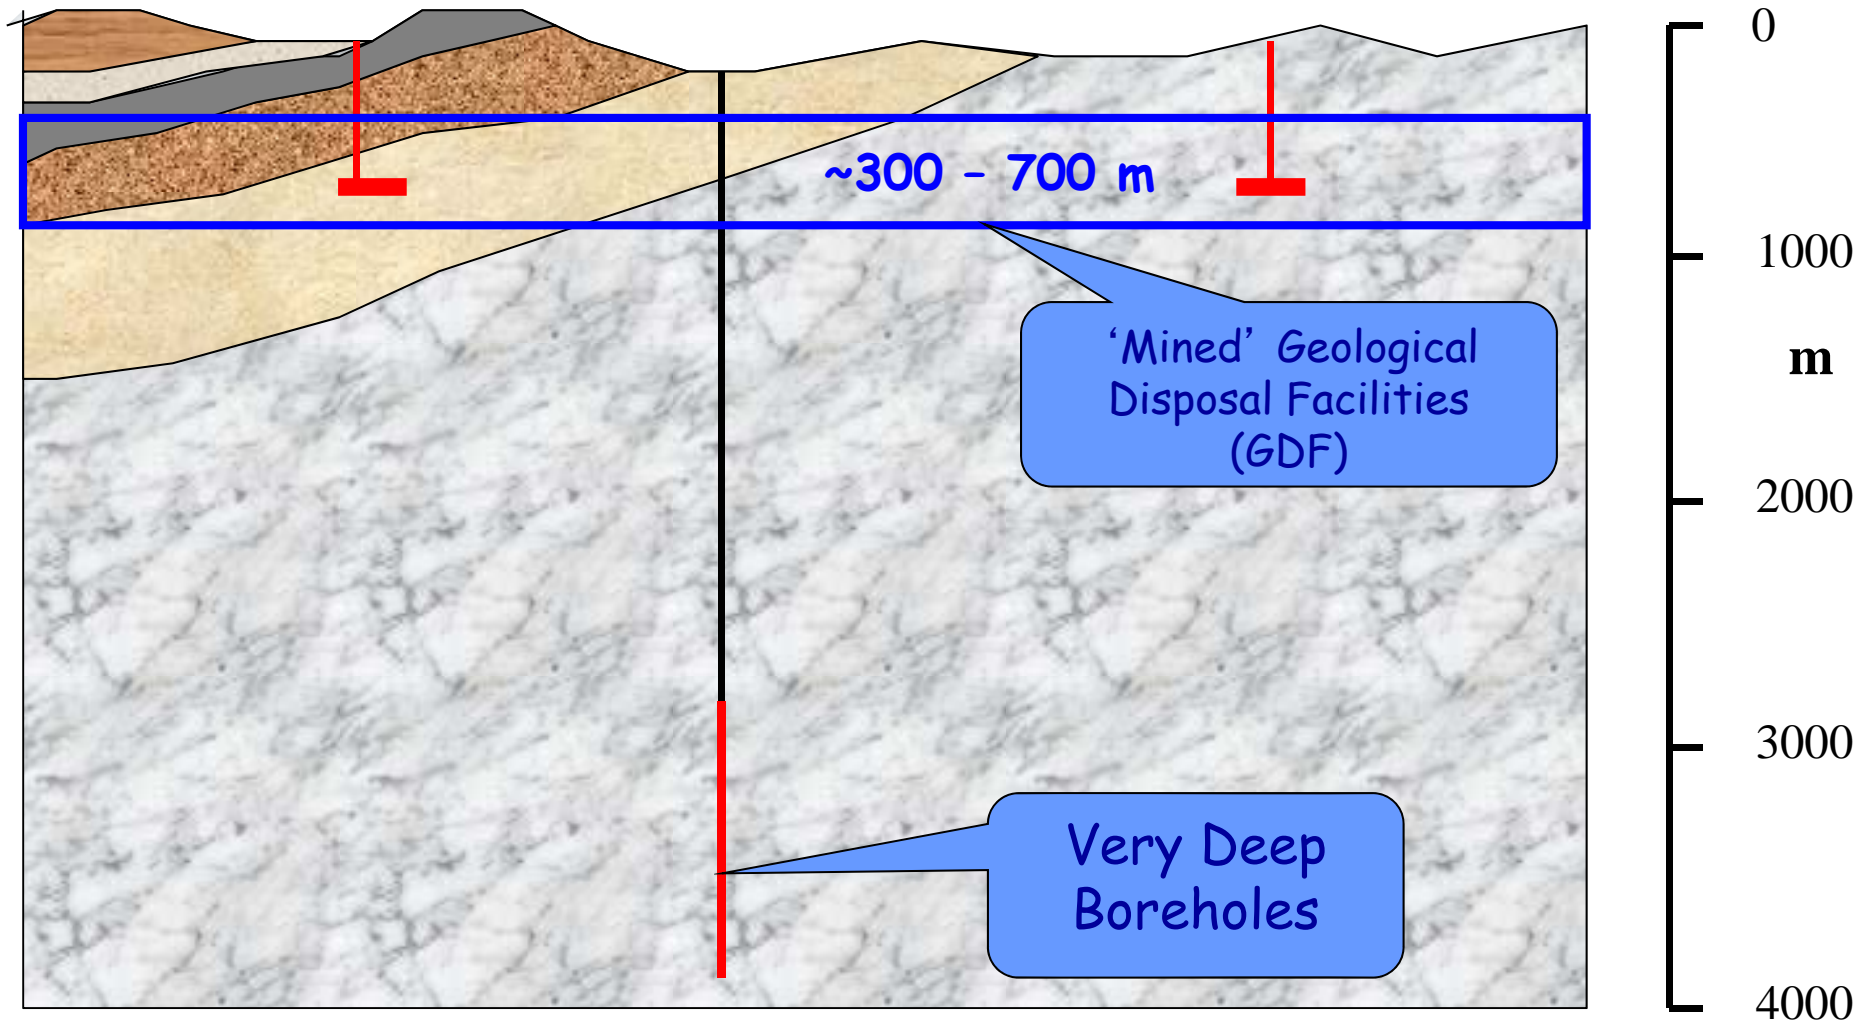 0
~300 – 700 m
1000
‘Mined’ Geological
Disposal Facilities
(GDF)
m
2000
3000
Very Deep
Boreholes
4000